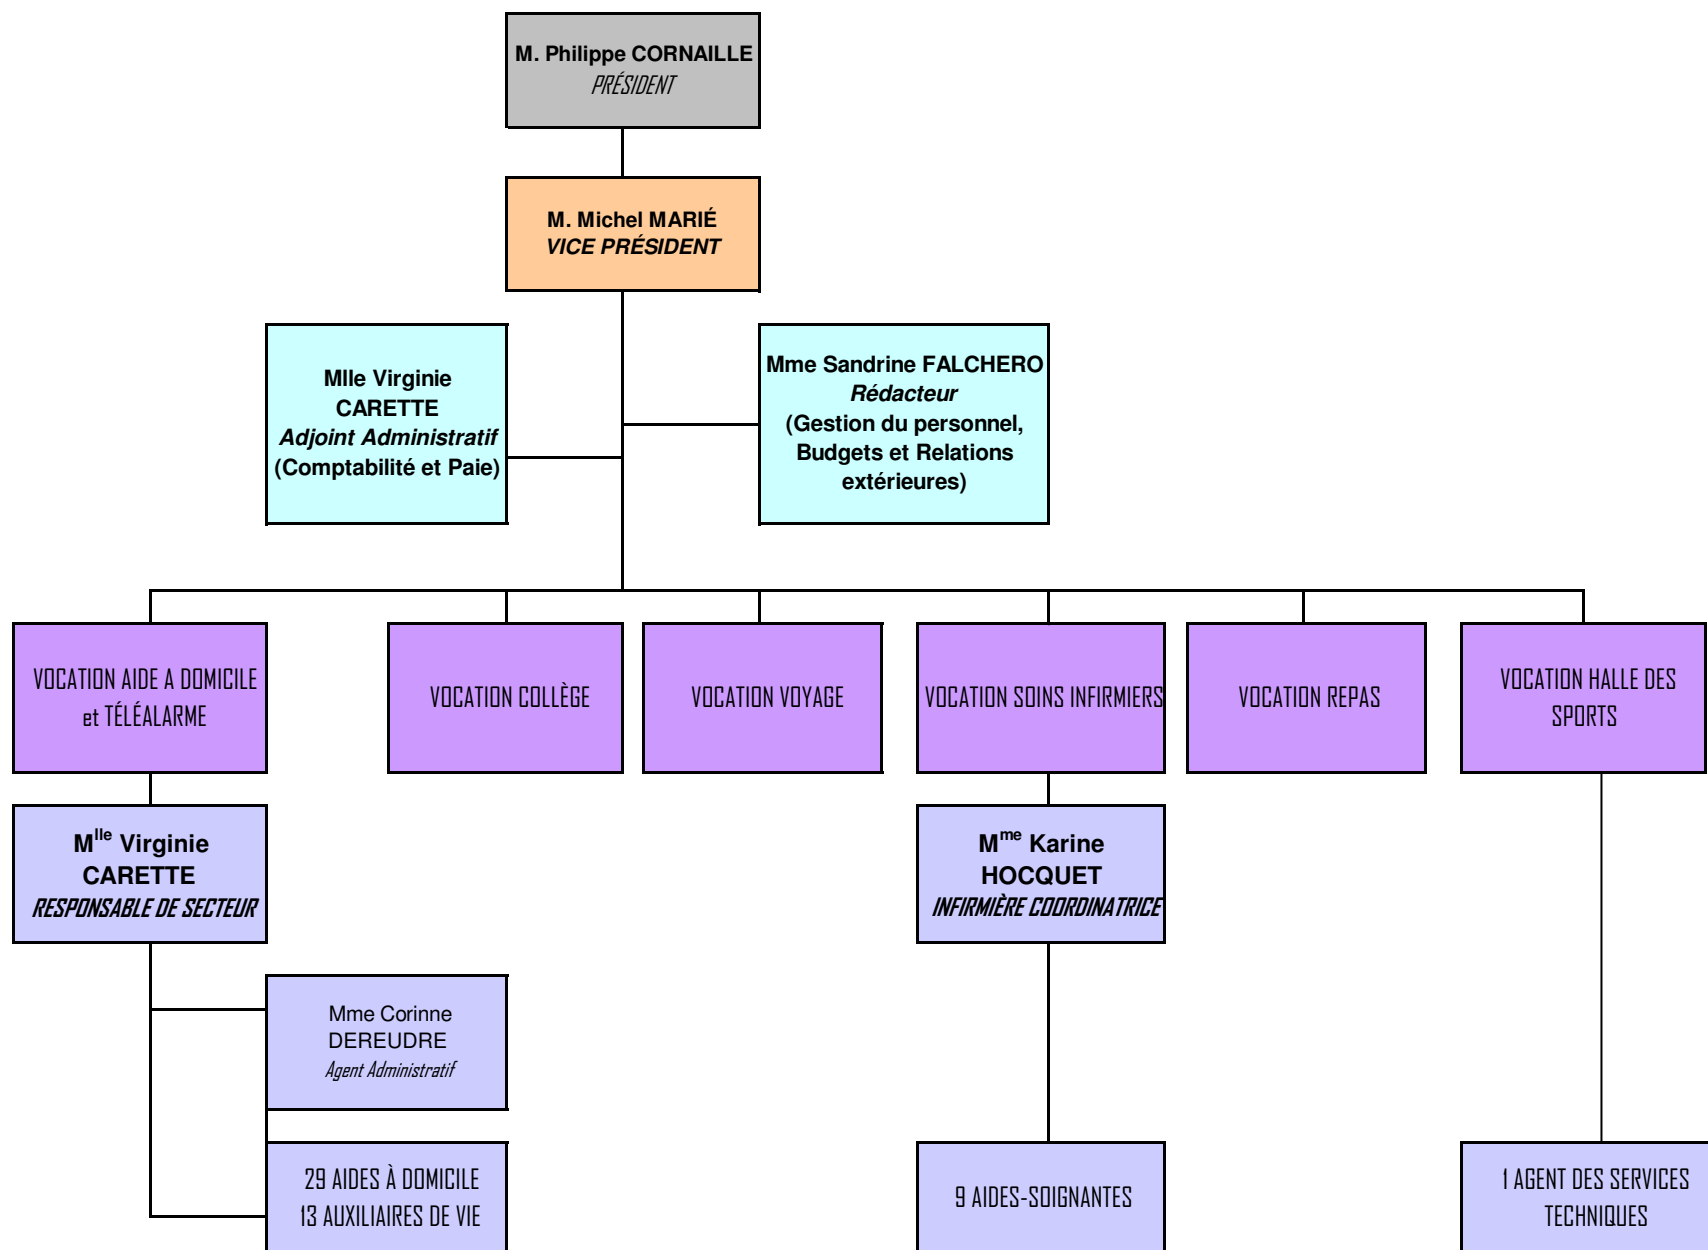 M. Philippe CORNAILLE
PRÉSIDENT
M. Michel MARIÉ
VICE PRÉSIDENT
Mlle Virginie
CARETTE
Adjoint Administratif
(Comptabilité et Paie)
Mme Sandrine FALCHERO
Rédacteur
(Gestion du personnel,
Budgets et Relations
extérieures)
VOCATION AIDE A DOMICILE
et TÉLÉALARME
VOCATION COLLÈGE
VOCATION VOYAGE
VOCATION SOINS INFIRMIERS
VOCATION REPAS
VOCATION HALLE DES
SPORTS
Mlle Virginie
CARETTE
RESPONSABLE DE SECTEUR
Mme Karine
HOCQUET
INFIRMIÈRE COORDINATRICE
Mme Corinne
DEREUDRE
Agent Administratif
29 AIDES À DOMICILE
13 AUXILIAIRES DE VIE
9 AIDES-SOIGNANTES
1 AGENT DES SERVICES
TECHNIQUES